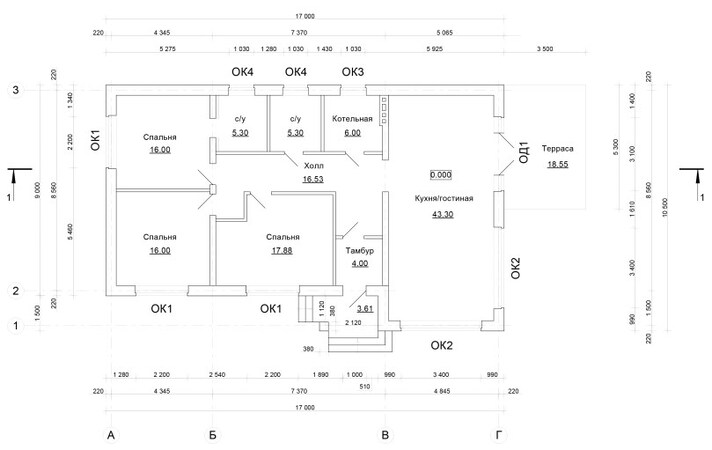 17 000
220 4 345 7 370 5 065 220
5 275 1 030 1 280 1 030 1 430 1 030 5 925 3 500
ОК4 ОК4 ОК3
3
220 220
1 340 1 400
с/у с/у Котельная
5.30 5.30 6.00
ОК1
Спальня
16.00
2 200
ОД1
Терраса
18.55
3 100 5 300
Холл
16.53
0.000
1 1
9 000 8 560 8 560 10 500
Кухня/гостиная
43.30
1 610
5 460
Спальня
16.00
Спальня
17.88
Тамбур
4.00
ОК2
3 400
2
220
ОК1 ОК1
1 120
380
3.61
2 120
1
1 500
990 1 500
220
380
ОК2
1 280 2 200 2 540 2 200 1 890 1 000 990 3 400 990
510
220 4 345 7 370 4 845 220
17 000
А Б В Г